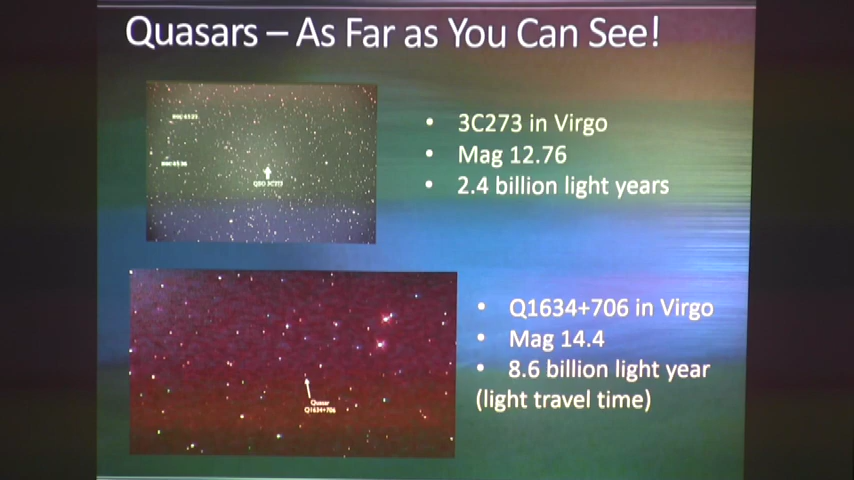 Quasars – As Far as You Can See!
• 3C273 in Virgo
• Mag 12.76
• 2.4 billion light years
QSO 3C273
• Q1634+706 in Virgo
• Mag 14.4
• 8.6 billion light year
(light travel time)
Quasar
Q1634+706